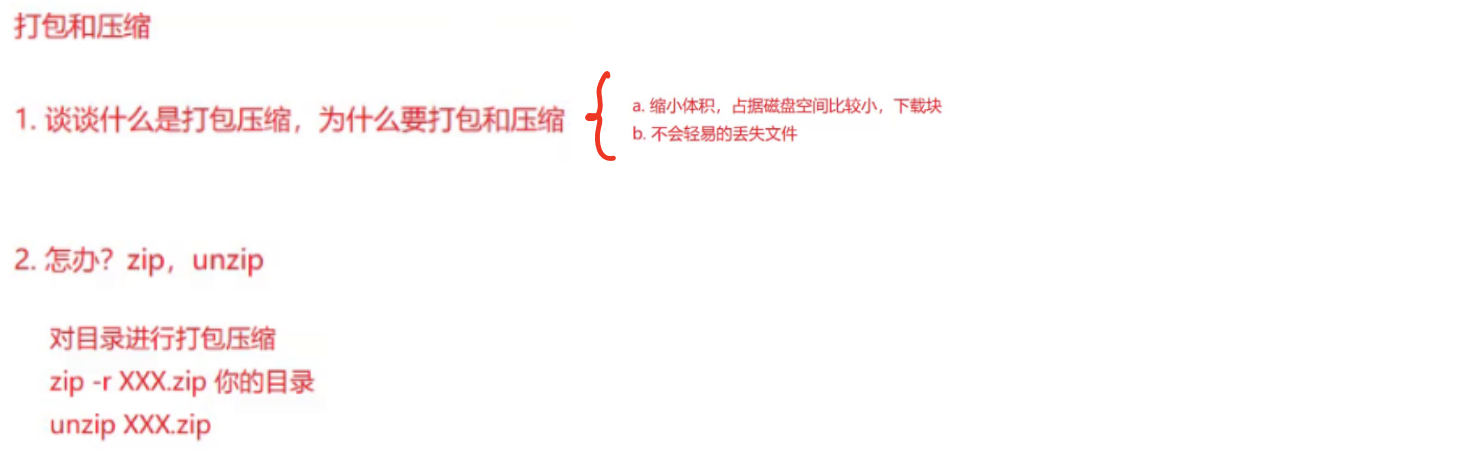 打包和压缩
1. 谈谈什么是打包压缩，为什么要打包和压缩
a. 缩小体积，占据磁盘空间比较小，下载块
b. 不会轻易的丢失文件
2. 怎办？zip，unzip
对目录进行打包压缩
zip -r XXX.zip 你的目录
unzip XXX.zip